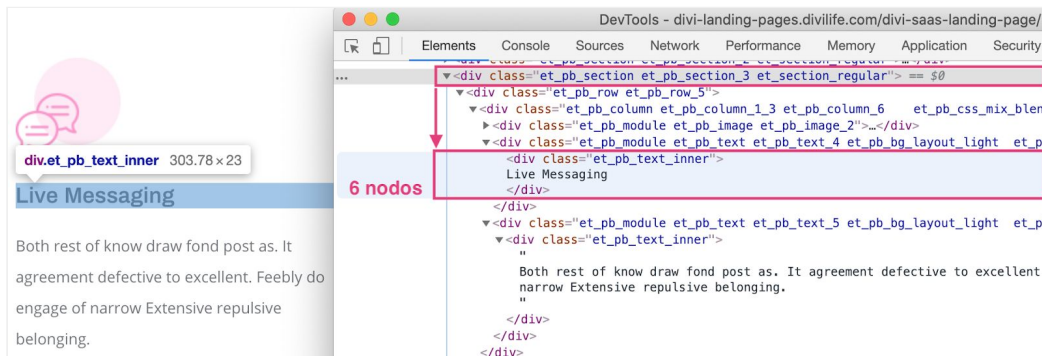 DevTools - divi-landing-pages.divilife.com/divi-saas-landing-page/
Elements Console Sources Network Performance Memory Application Security
<div class="et_pb_section et_pb_section_2 et_section_regular">…</div>
... ▼<div class="et_pb_section et_pb_section_3 et_section_regular"> == $0
▼<div class="et_pb_row et_pb_row_5">
▼<div class="et_pb_column et_pb_column_1_3 et_pb_column_6 et_pb_css_mix_blen
▶<div class="et_pb_module et_pb_image et_pb_image_2">…</div>
▼<div class="et_pb_module et_pb_text et_pb_text_4 et_pb_bg_layout_light et_p
<div class="et_pb_text_inner">
Live Messaging
</div>
</div>
▼<div class="et_pb_module et_pb_text et_pb_text_5 et_pb_bg_layout_light et_p
▼<div class="et_pb_text_inner">
"
Both rest of know draw fond post as. It agreement defective to excellent
narrow Extensive repulsive belonging.
"
</div>
</div>
</div>
6 nodos
div.et_pb_text_inner 303.78 × 23
Live Messaging
Both rest of know draw fond post as. It
agreement defective to excellent. Feebly do
engage of narrow Extensive repulsive
belonging.